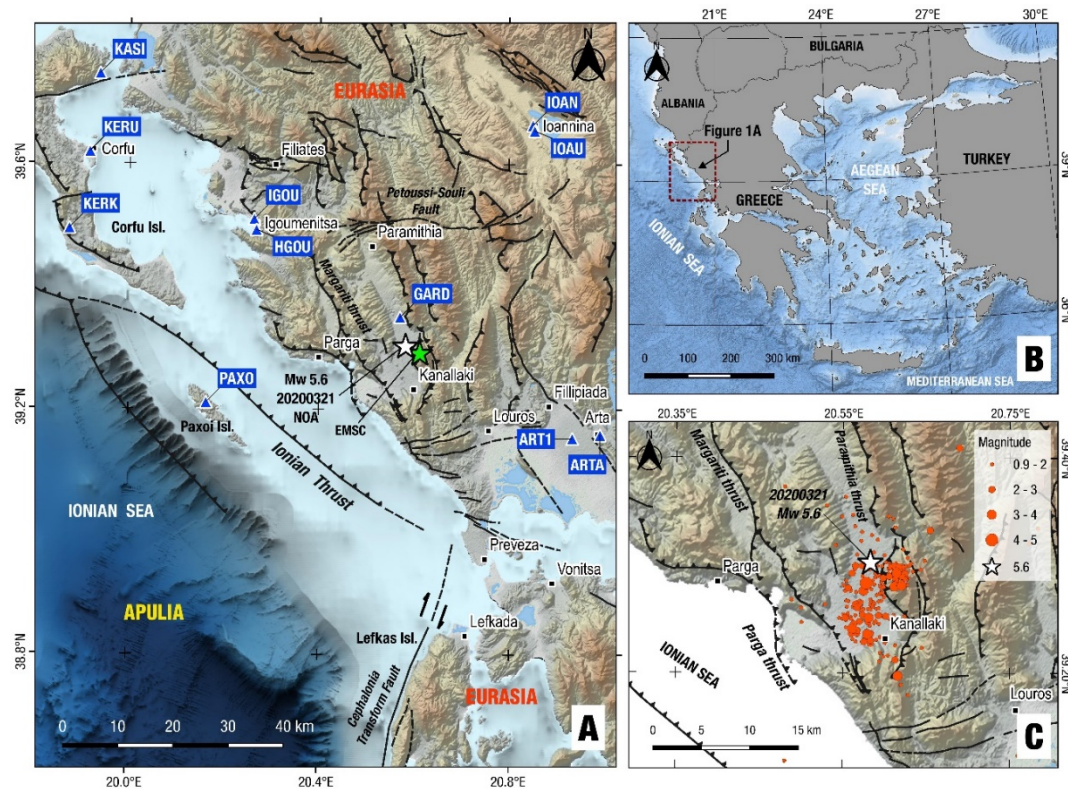 KASI
EURASIA
IOAN
Ioannina
IOAU
KERU
Corfu
Filiates
39.6°N
KERK
Corfu Isl.
IGOU
Igoumenitsa
HGOU
Petoussi-Souli
Fault
Paramithia
Margariti thrust
GARD
Parga
Mw 5.6
20200321
NOA
EMSC
Kanallaki
39.2°N
PAXO
Paxoi Isl.
Ionian Thrust
Louros
Fillipiada
Arta
ART1
ARTA
IONIAN SEA
Preveza
Vonitsa
APULIA
Lefkas Isl.
Lefkada
38.8°N
Cephalonia
Transform Fault
EURASIA
0 10 20 30 40 km
A
20.0°E 20.4°E 20.8°E
21°E 24°E 27°E 30°E
BULGARIA
ALBANIA
Figure 1A
39°N
AEGEAN
SEA
TURKEY
GREECE
IONIAN SEA
36°N
0 100 200 300 km
MEDITERRANEAN SEA
B
20.35°E 20.55°E 20.75°E
39.40°N
Margariti thrust
Paramithia thrust
20200321
Mw 5.6
Magnitude
0.9 - 2
2 - 3
3 - 4
4 - 5
5.6
Parga
Kanallaki
Parga thrust
IONIAN SEA
39.20°N
Louros
0 5 10 15 km
C